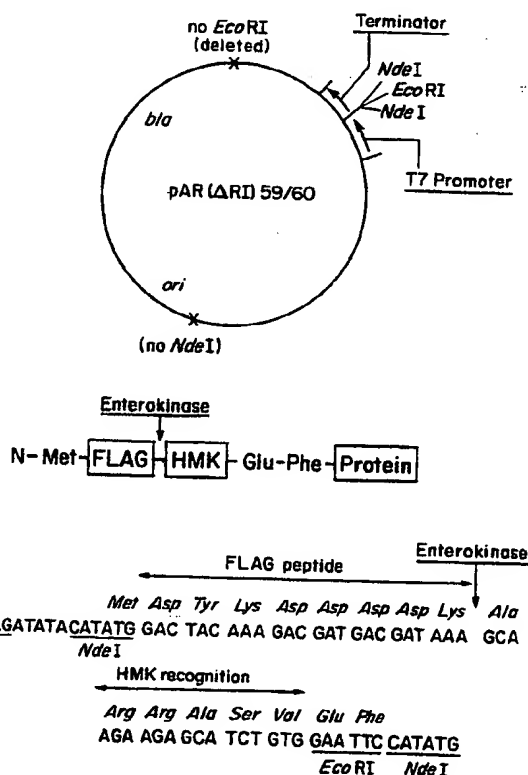 no EcoRI
(deleted)
Terminator
NdeI
EcoRI
NdeI
bla
T7 Promoter
pAR (ΔRI) 59/60
ori
(no NdeI)
Enterokinase
N-Met-FLAG-HMK-Glu-Phe-Protein
Enterokinase
FLAG peptide
Met Asp Tyr Lys Asp Asp Asp Asp Lys Ala
GATATACATATG GAC TAC AAA GAC GAT GAC GAT AAA GCA
NdeI
HMK recognition
Arg Arg Ala Ser Val Glu Phe
AGA AGA GCA TCT GTG GAA TTC CATATG
EcoRI NdeI